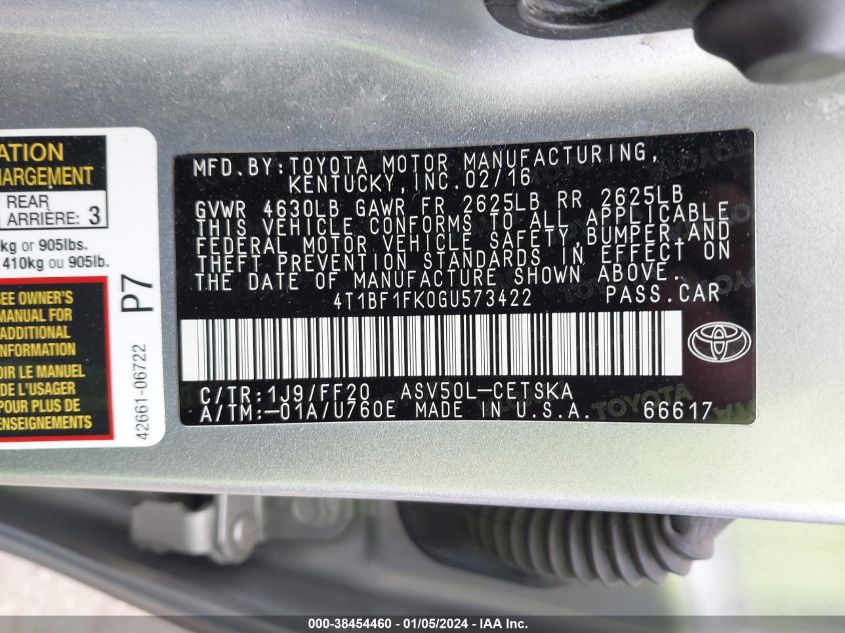 ATION
HARGEMENT
REAR
ARRIÈRE: 3
kg or 905lbs.
410kg ou 905lb.
SEE OWNER'S
MANUAL FOR
ADDITIONAL
INFORMATION
VOIR LE MANUEL
DE L'USAGER
POUR PLUS DE
RENSEIGNEMENTS
P7
42661-06722
MFD.BY:TOYOTA MOTOR MANUFACTURING,
KENTUCKY,INC.02/16
GVWR 4630LB GAWR FR 2625LB RR 2625LB
THIS VEHICLE CONFORMS TO ALL APPLICABLE
FEDERAL MOTOR VEHICLE SAFETY,BUMPER,AND
THEFT PREVENTION STANDARDS IN EFFECT ON
THE DATE OF MANUFACTURE SHOWN ABOVE.
4T1BF1FK0GU573422 PASS.CAR
C/TR:1J9/FF20 ASV50L-CETSKA
A/TM:-01A/U760E MADE IN U.S.A. 66617
TOYOTA
000-38454460 - 01/05/2024 - IAA Inc.